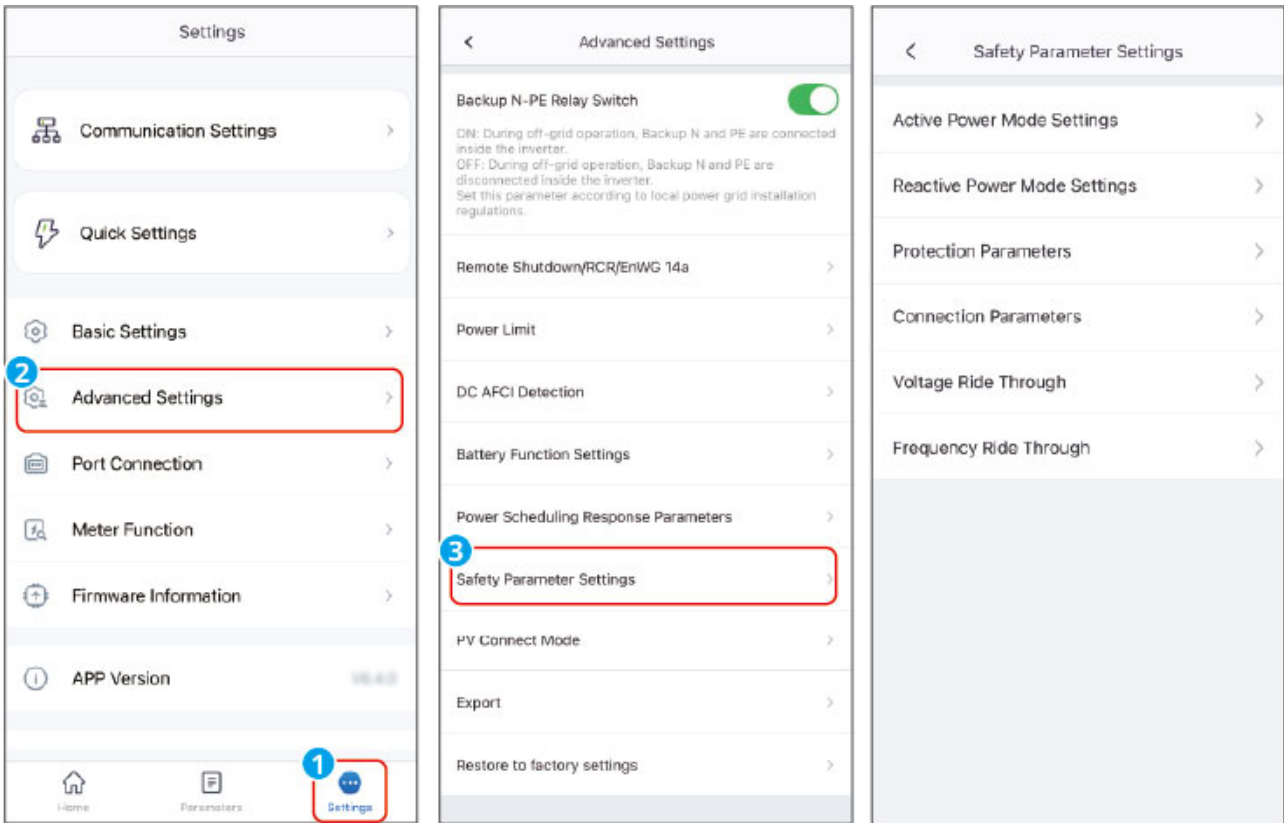 Settings
Communication Settings
Quick Settings
Basic Settings
2
Advanced Settings
Port Connection
Meter Function
Firmware Information
APP Version
1
Home
Parameters
Settings
Advanced Settings
Backup N-PE Relay Switch
ON: During off-grid operation, Backup N and PE are connected
inside the inverter.
OFF: During off-grid operation, Backup N and PE are
disconnected inside the inverter.
Set this parameter according to local power grid installation
regulations.
Remote Shutdown/RCR/EnWG 14a
Power Limit
DC AFCI Detection
Battery Function Settings
Power Scheduling Response Parameters
3
Safety Parameter Settings
PV Connect Mode
Export
Restore to factory settings
Safety Parameter Settings
Active Power Mode Settings
Reactive Power Mode Settings
Protection Parameters
Connection Parameters
Voltage Ride Through
Frequency Ride Through